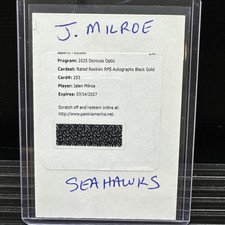 J. MILROE
Program: 2025 Donruss Optic
Cardset: Rated Rookies RPS Autographs Black Gold
Card#: 253
Player: Jalen Milroe
Expires: 07/14/2027
Scratch off and redeem online at:
http://www.paniniamerica.net.
SEAHAWKS